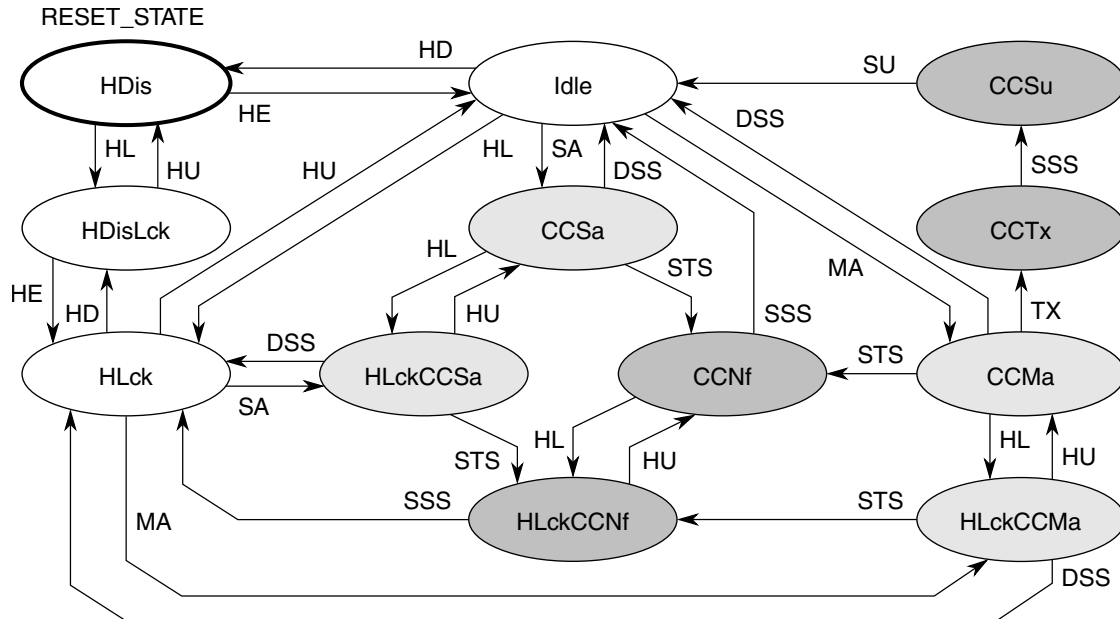 RESET_STATE
HDis
HD
HE
Idle
SU
CCSu
HL
HU
HU
HL
SA
DSS
DSS
SSS
HDisLck
CCSa
CCTx
HE
HD
HL
HU
STS
SSS
MA
TX
HLck
DSS
SA
HLckCCSa
CCNf
STS
CCMa
STS
HL
HU
HL
HU
MA
SSS
HLckCCNf
STS
HLckCCMa
DSS